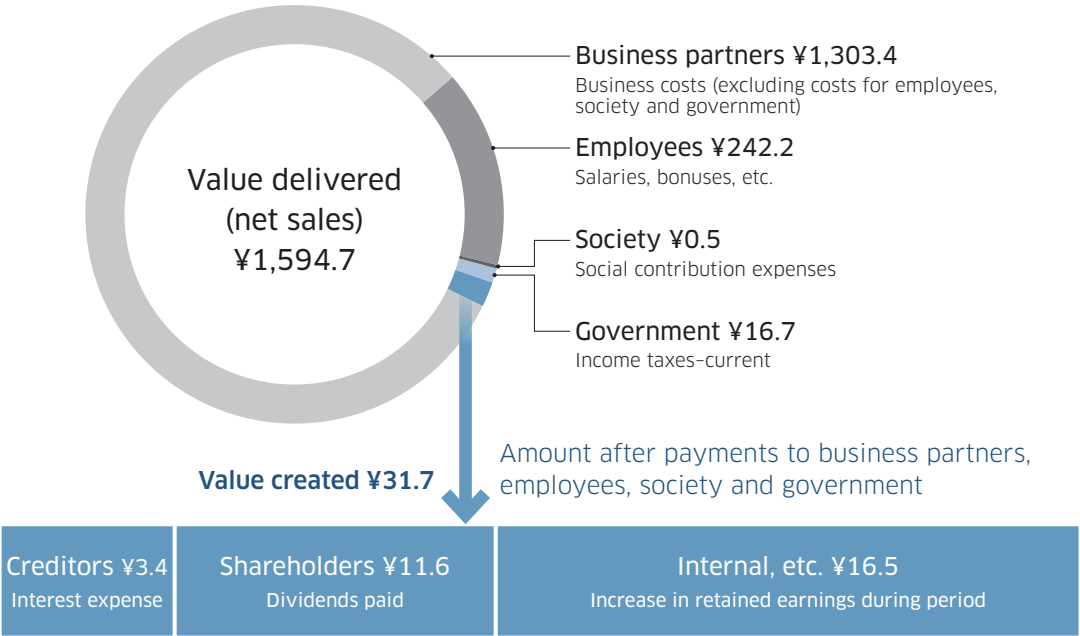 Value delivered
(net sales)
¥1,594.7
Business partners ¥1,303.4
Business costs (excluding costs for employees,
society and government)
Employees ¥242.2
Salaries, bonuses, etc.
Society ¥0.5
Social contribution expenses
Government ¥16.7
Income taxes–current
Value created ¥31.7
Amount after payments to business partners,
employees, society and government
Creditors ¥3.4
Interest expense
Shareholders ¥11.6
Dividends paid
Internal, etc. ¥16.5
Increase in retained earnings during period